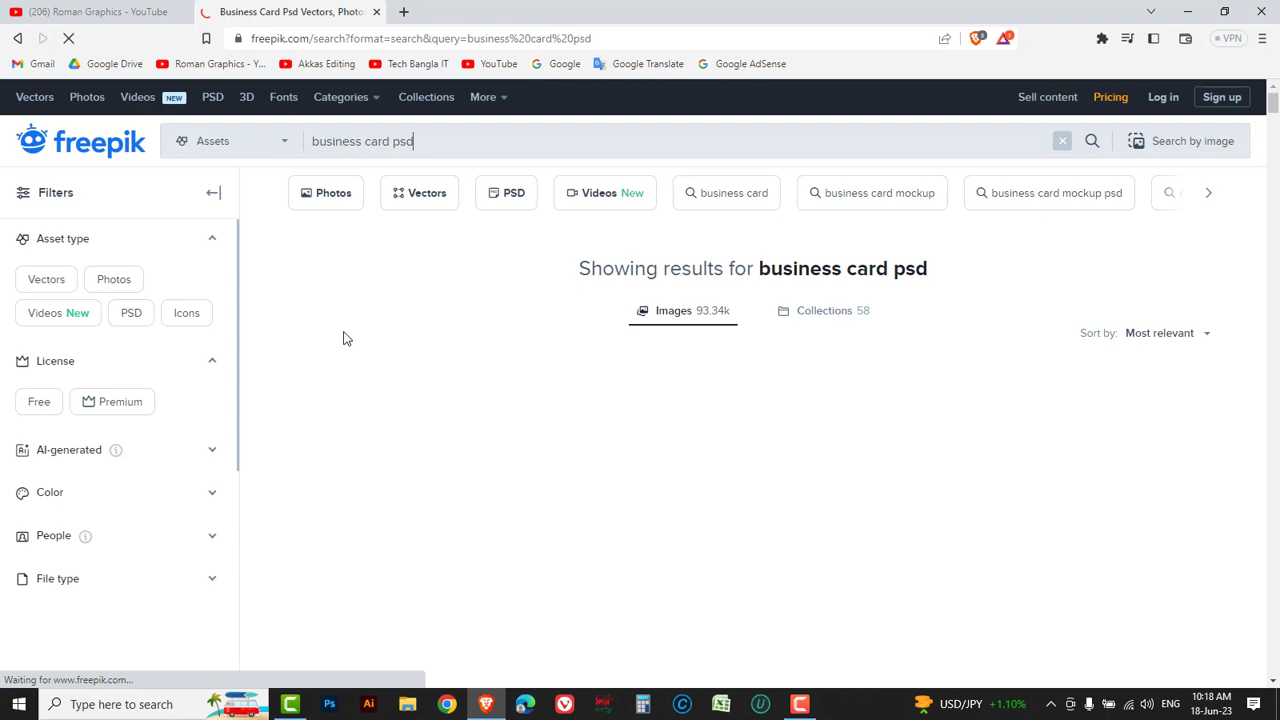 (206) Roman Graphics - YouTube
Business Card Psd Vectors, Photo
freepik.com/search?format=search&query=business%20card%20psd
VPN
Gmail
Google Drive
Roman Graphics - Y...
Akkas Editing
Tech Bangla IT
YouTube
Google
Google Translate
Google AdSense
Vectors
Photos
Videos NEW
PSD
3D
Fonts
Categories
Collections
More
Sell content
Pricing
Log in
Sign up
freepik
Assets
business card psd
Search by image
Filters
Photos
Vectors
PSD
Videos New
business card
business card mockup
business card mockup psd
Asset type
Vectors
Photos
Videos New
PSD
Icons
Showing results for business card psd
Images 93.34k
Collections 58
Sort by: Most relevant
License
Free
Premium
AI-generated
Color
People
File type
Waiting for www.freepik.com...
Type here to search
Ps
Ai
USD/JPY +1.10%
ENG
10:18 AM
18-Jun-23